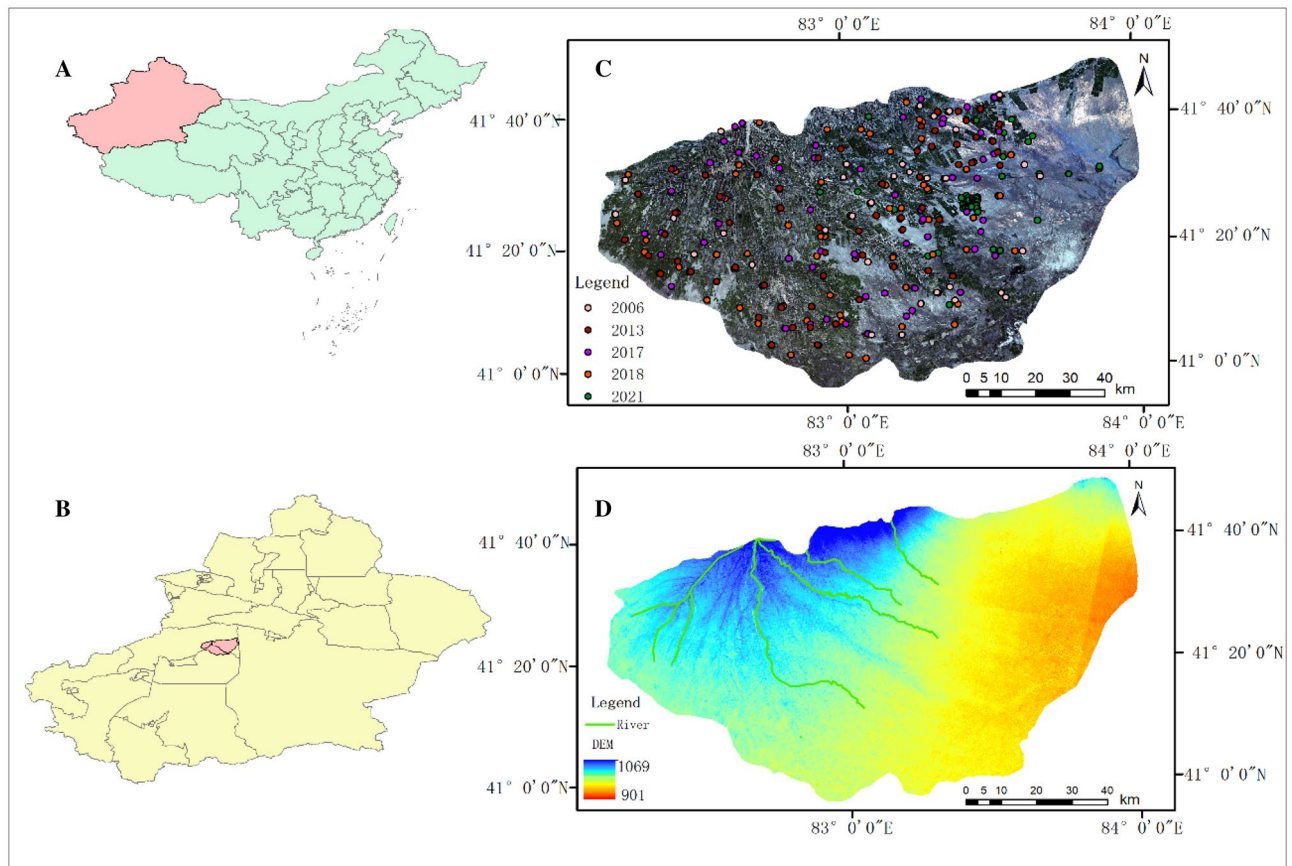 A
83° 0′0″E
84° 0′0″E
C
N
41° 40′0″N
41° 40′0″N
41° 20′0″N
41° 20′0″N
Legend
2006
2013
2017
2018
2021
41° 0′0″N
41° 0′0″N
0 5 10 20 30 40
km
83° 0′0″E
84° 0′0″E
83° 0′0″E
84° 0′0″E
B
D
N
41° 40′0″N
41° 40′0″N
41° 20′0″N
41° 20′0″N
Legend
River
DEM
1069
901
41° 0′0″N
41° 0′0″N
0 5 10 20 30 40
km
83° 0′0″E
84° 0′0″E